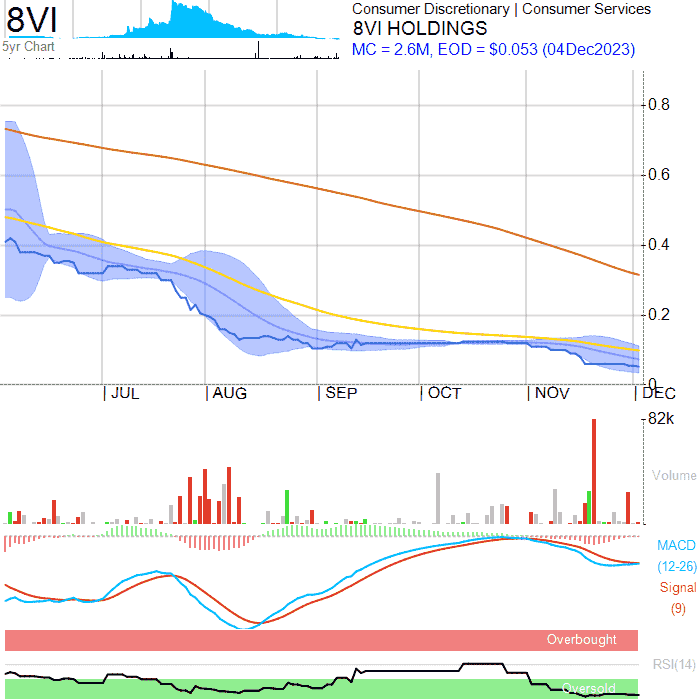 8VI
5yr Chart
Consumer Discretionary | Consumer Services
8VI HOLDINGS
MC = 2.6M, EOD = $0.053 (04Dec2023)
0.8
0.6
0.4
0.2
0
JUL AUG SEP OCT NOV DEC
82k
Volume
MACD
(12-26)
Signal
(9)
Overbought
RSI(14)
Oversold